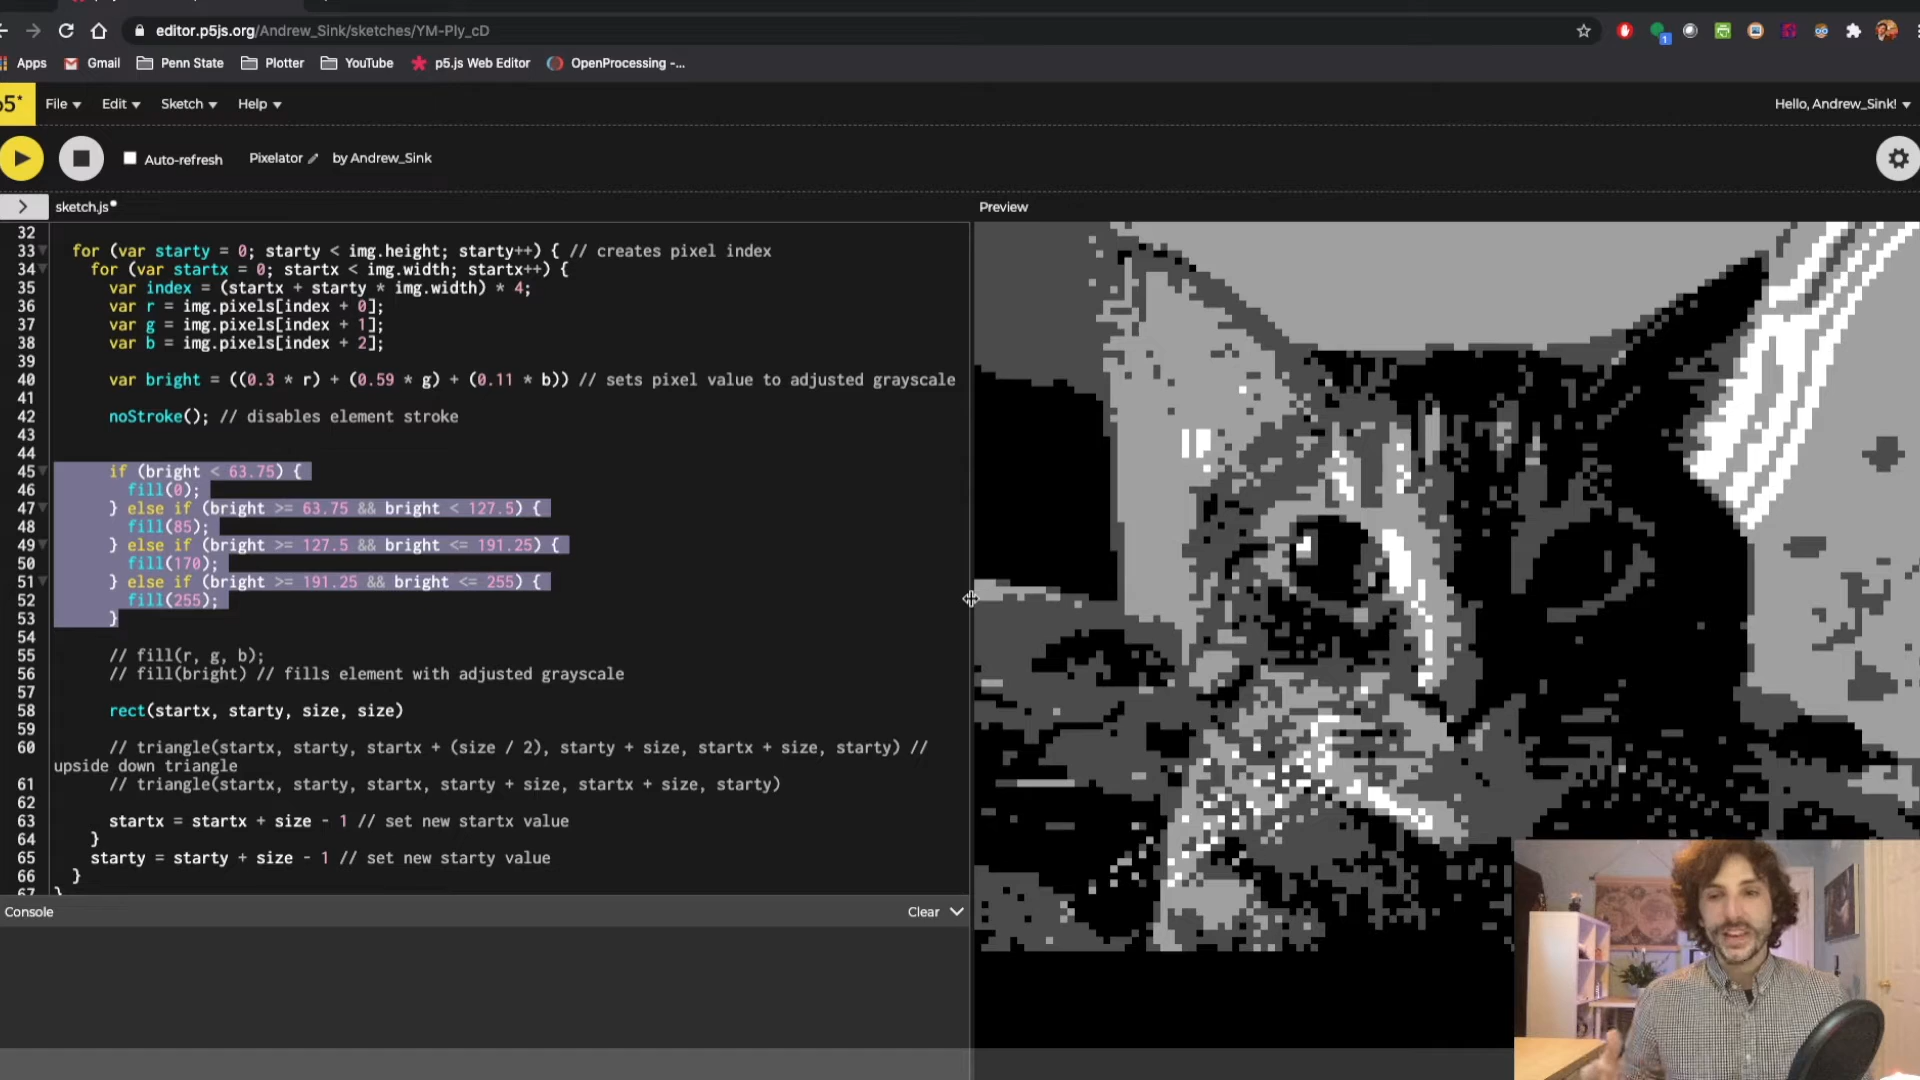 editor.p5js.org/Andrew_Sink/sketches/YM-Ply_cD
1
Apps Gmail Penn State Plotter YouTube p5.js Web Editor OpenProcessing -...
p5* File Edit Sketch Help Hello, Andrew_Sink!
Auto-refresh Pixelator by Andrew_Sink
sketch.js Preview
32
33 for (var starty = 0; starty < img.height; starty++) { // creates pixel index
34 for (var startx = 0; startx < img.width; startx++) {
35 var index = (startx + starty * img.width) * 4;
36 var r = img.pixels[index + 0];
37 var g = img.pixels[index + 1];
38 var b = img.pixels[index + 2];
39
40 var bright = ((0.3 * r) + (0.59 * g) + (0.11 * b)) // sets pixel value to adjusted grayscale
41
42 noStroke(); // disables element stroke
43
44
45 if (bright < 63.75) {
46 fill(0);
47 } else if (bright >= 63.75 && bright < 127.5) {
48 fill(85);
49 } else if (bright >= 127.5 && bright <= 191.25) {
50 fill(170);
51 } else if (bright >= 191.25 && bright <= 255) {
52 fill(255);
53 }
54
55 // fill(r, g, b);
56 // fill(bright) // fills element with adjusted grayscale
57
58 rect(startx, starty, size, size)
59
60 // triangle(startx, starty, startx + (size / 2), starty + size, startx + size, starty) //
upside down triangle
61 // triangle(startx, starty, startx, starty + size, startx + size, starty)
62
63 startx = startx + size - 1 // set new startx value
64 }
65 starty = starty + size - 1 // set new starty value
66 }
67 }
Console Clear